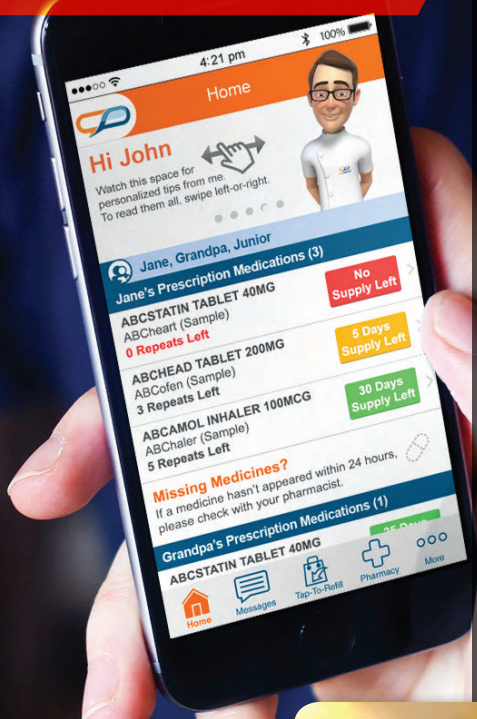 4:21 pm
100%
Home
Hi John
Watch this space for
personalized tips from me.
To read them all, swipe left-or-right.
Jane, Grandpa, Junior
Jane's Prescription Medications (3)
ABCSTATIN TABLET 40MG
ABCheart (Sample)
0 Repeats Left
No
Supply Left
ABCHEAD TABLET 200MG
ABCofen (Sample)
3 Repeats Left
5 Days
Supply Left
ABCAMOL INHALER 100MCG
ABChaler (Sample)
5 Repeats Left
30 Days
Supply Left
Missing Medicines?
If a medicine hasn't appeared within 24 hours,
please check with your pharmacist.
Grandpa's Prescription Medications (1)
ABCSTATIN TABLET 40MG
25 Days
Home
Messages
Tap-To-Refill
Pharmacy
More